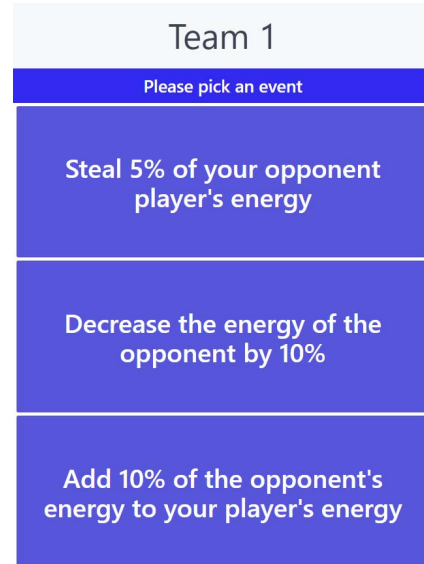 Team 1
Please pick an event
Steal 5% of your opponent
player's energy
Decrease the energy of the
opponent by 10%
Add 10% of the opponent's
energy to your player's energy